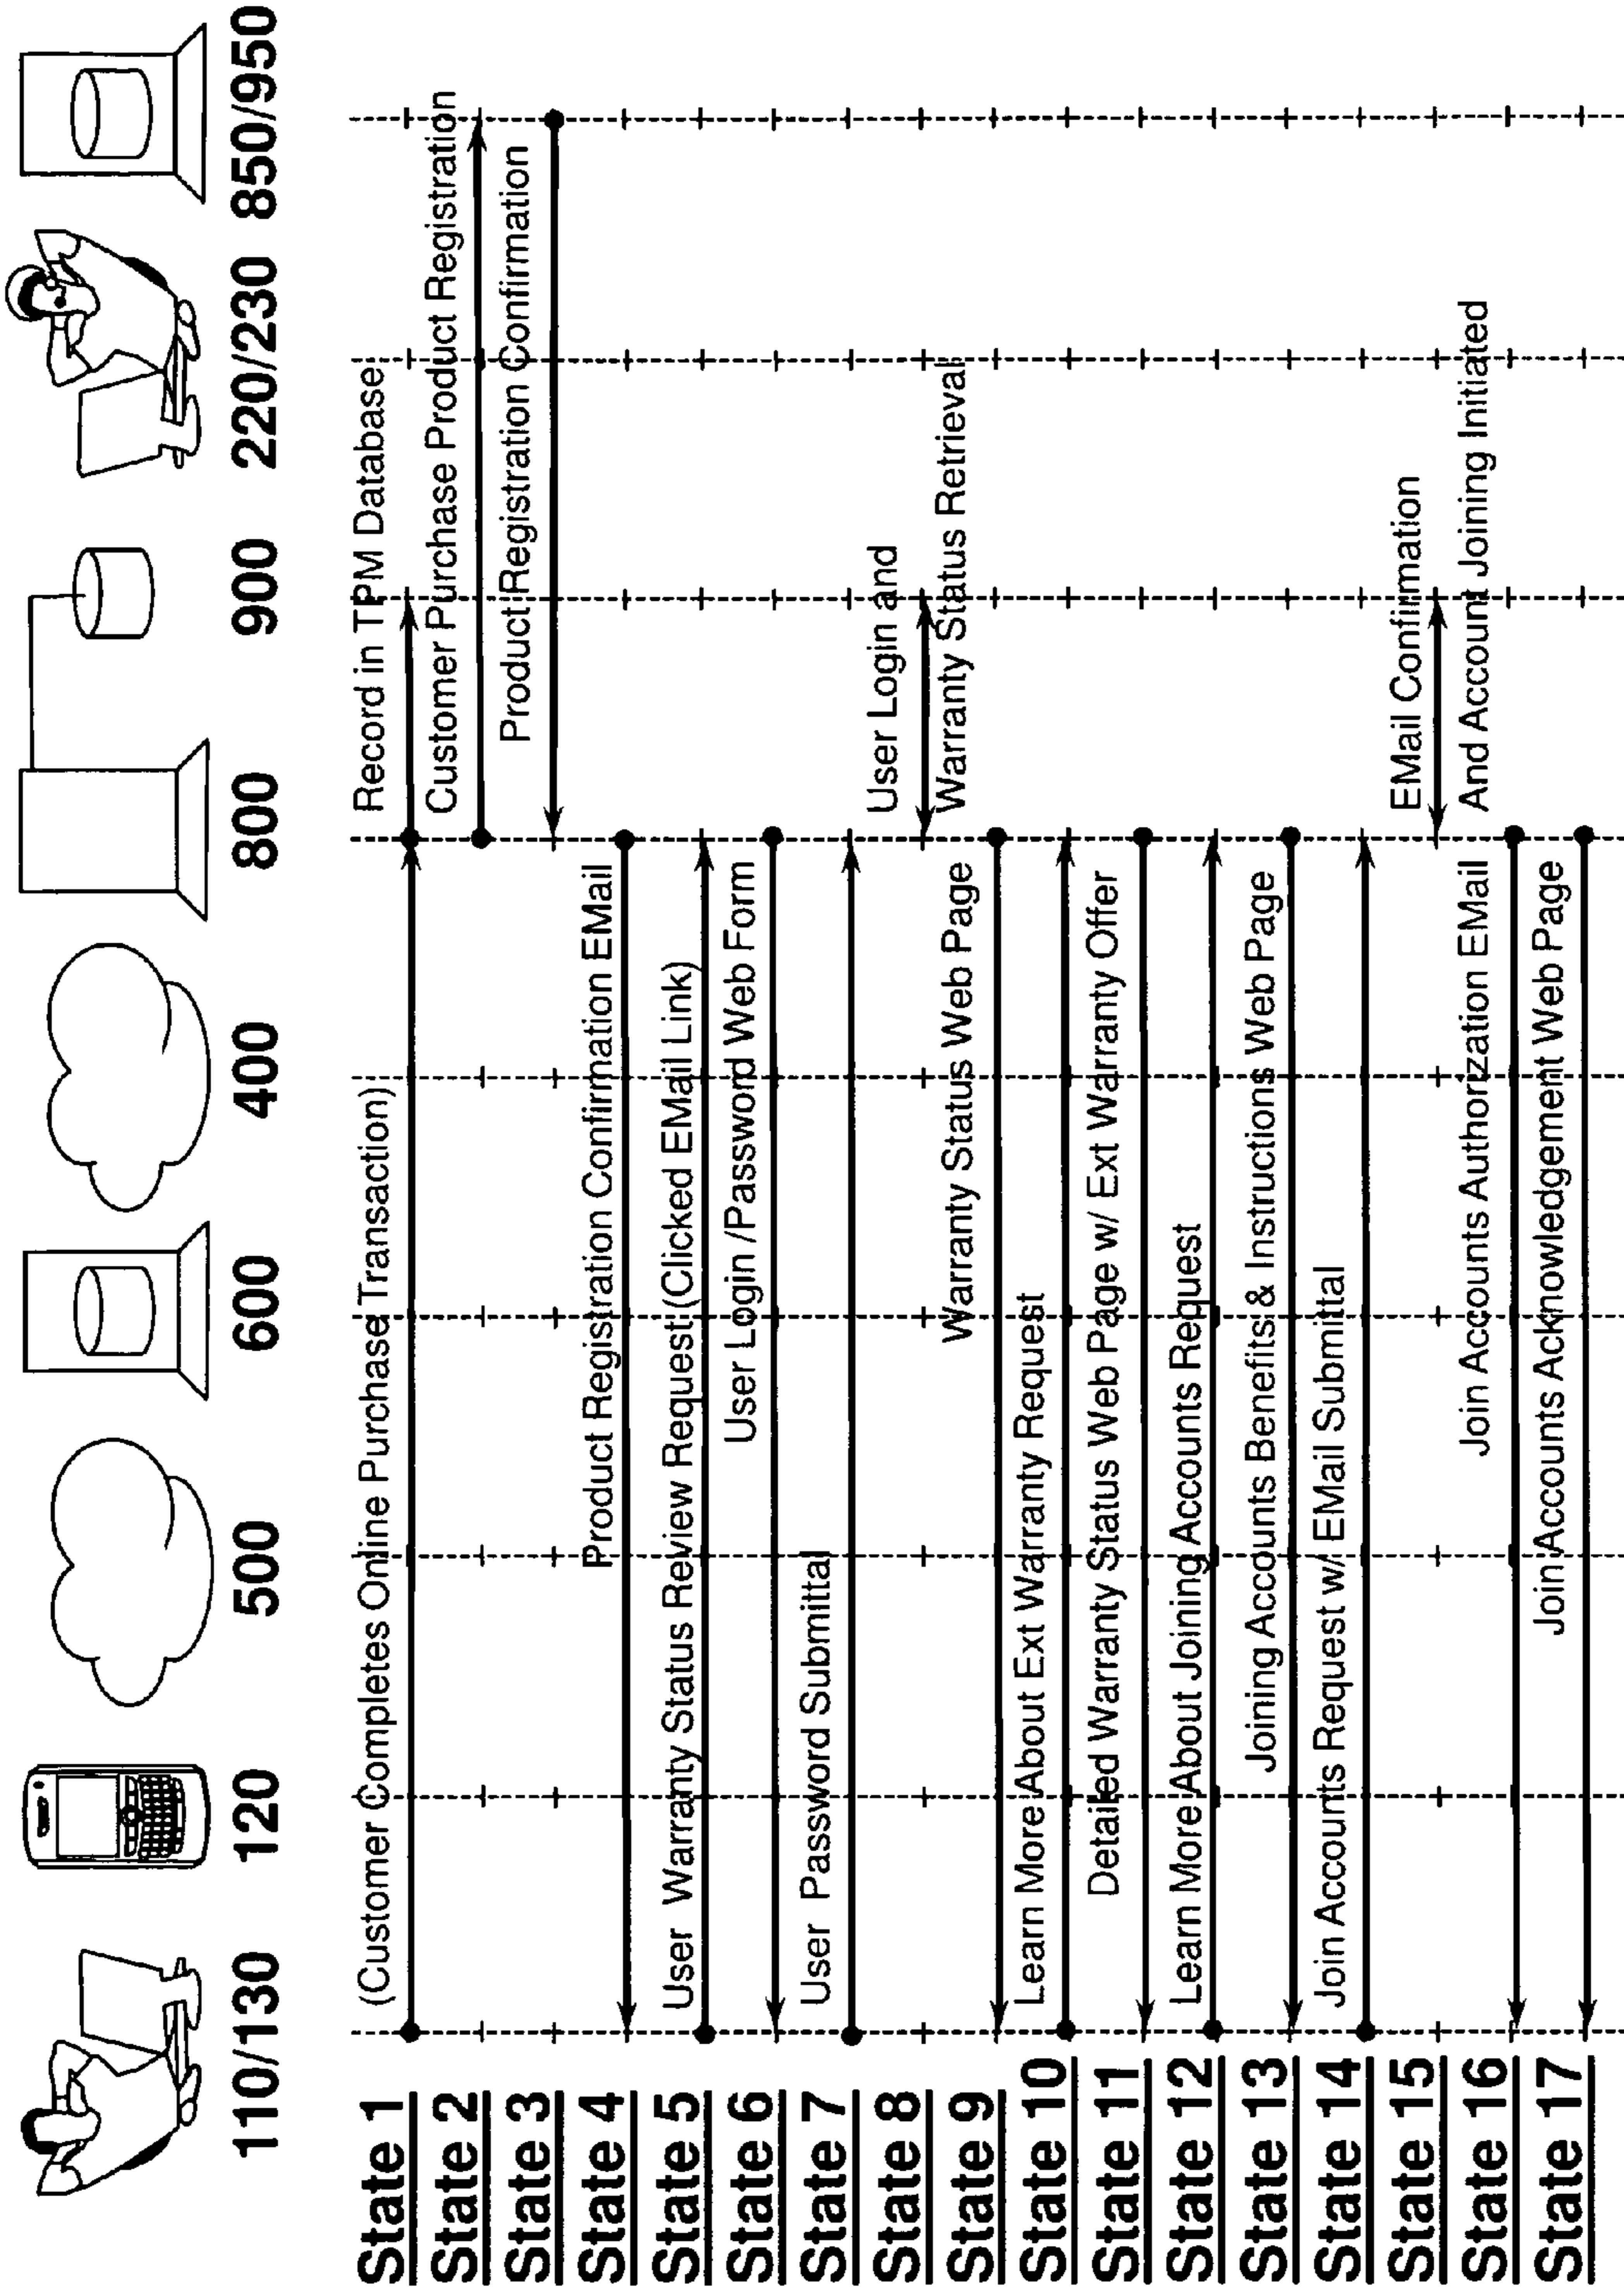 110/130 120 500 600 400 800 900 220/230 850/950
State 1
(Customer Completes Online Purchase Transaction)
Record in TPM Database
State 2
Customer Purchase Product Registration
State 3
Product Registration Confirmation
State 4
Product Registration Confirmation EMail
State 5
User Warranty Status Review Request (Clicked EMail Link)
State 6
User Login /Password Web Form
State 7
User Password Submittal
State 8
User Login and
Warranty Status Retrieval
State 9
Warranty Status Web Page
State 10
Learn More About Ext Warranty Request
State 11
Detailed Warranty Status Web Page w/ Ext Warranty Offer
State 12
Learn More About Joining Accounts Request
State 13
Joining Accounts Benefits & Instructions Web Page
State 14
Join Accounts Request w/ EMail Submittal
State 15
EMail Confirmation
And Account Joining Initiated
State 16
Join Accounts Authorization EMail
State 17
Join Accounts Acknowledgement Web Page